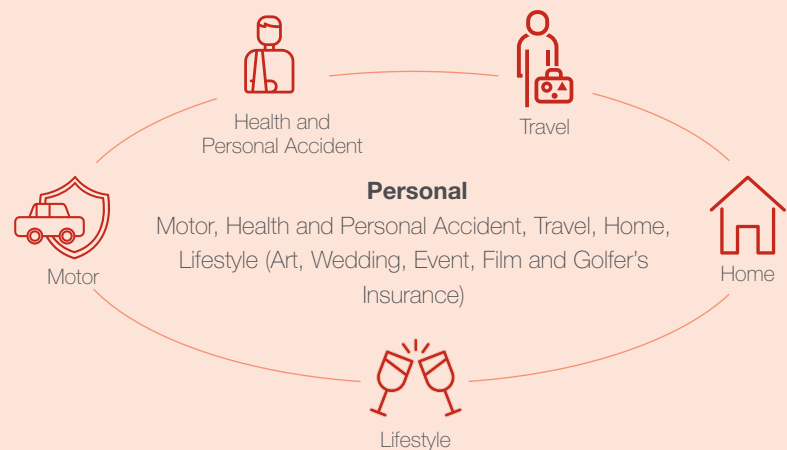 Health and
Personal Accident
Travel
Personal
Motor, Health and Personal Accident, Travel, Home,
Lifestyle (Art, Wedding, Event, Film and Golfer's
Insurance)
Motor
Home
Lifestyle